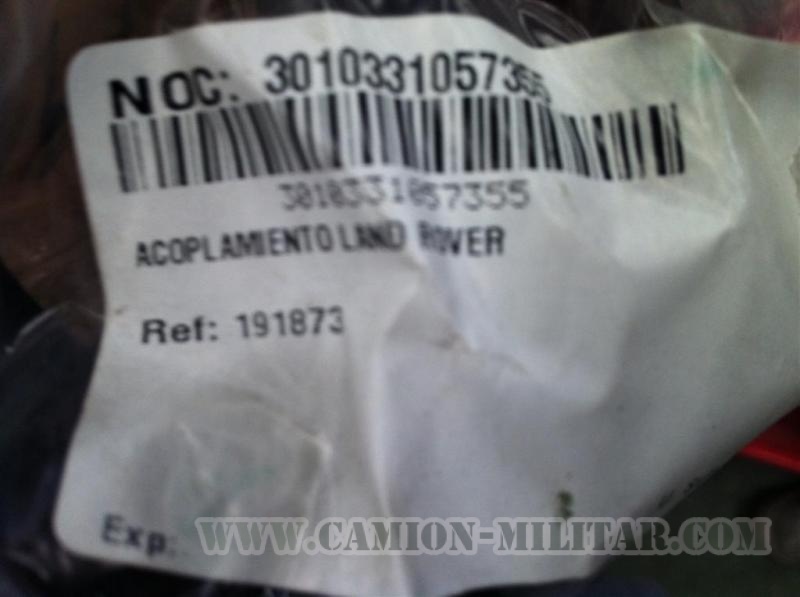 NOC: 3010331057355
3010331057355
ACOPLAMIENTO LAND ROVER
Ref: 191873
Exp:
WWW.CAMION-MILITAR.COM